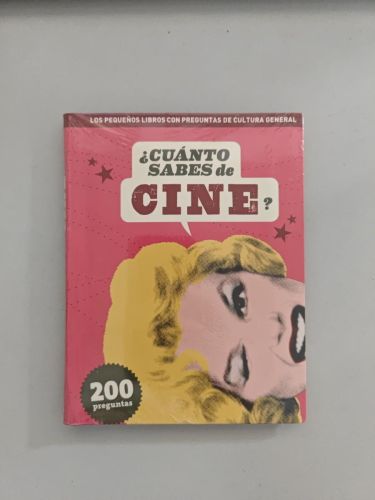 LOS PEQUEÑOS LIBROS CON PREGUNTAS DE CULTURA GENERAL
¿CUÁNTO
SABES de
CINE?
200
preguntas